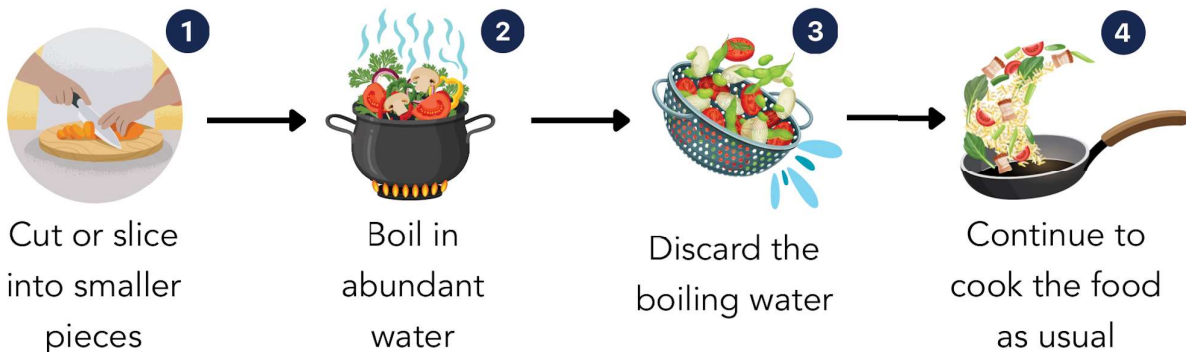 1
2
3
4
Cut or slice
into smaller
pieces
Boil in
abundant
water
Discard the
boiling water
Continue to
cook the food
as usual